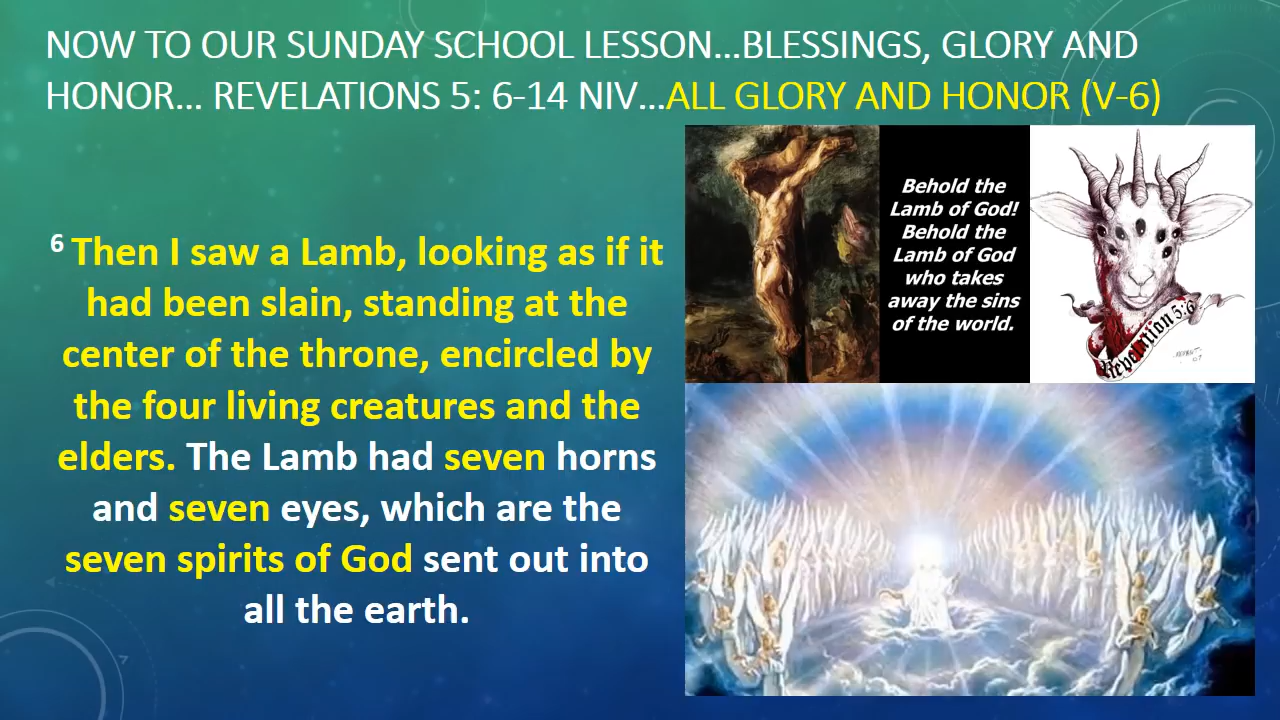 NOW TO OUR SUNDAY SCHOOL LESSON…BLESSINGS, GLORY AND
HONOR… REVELATIONS 5: 6-14 NIV…ALL GLORY AND HONOR (V-6)
6 Then I saw a Lamb, looking as if it
had been slain, standing at the
center of the throne, encircled by
the four living creatures and the
elders. The Lamb had seven horns
and seven eyes, which are the
seven spirits of God sent out into
all the earth.
Behold the
Lamb of God!
Behold the
Lamb of God
who takes
away the sins
of the world.
Revelation 5:6